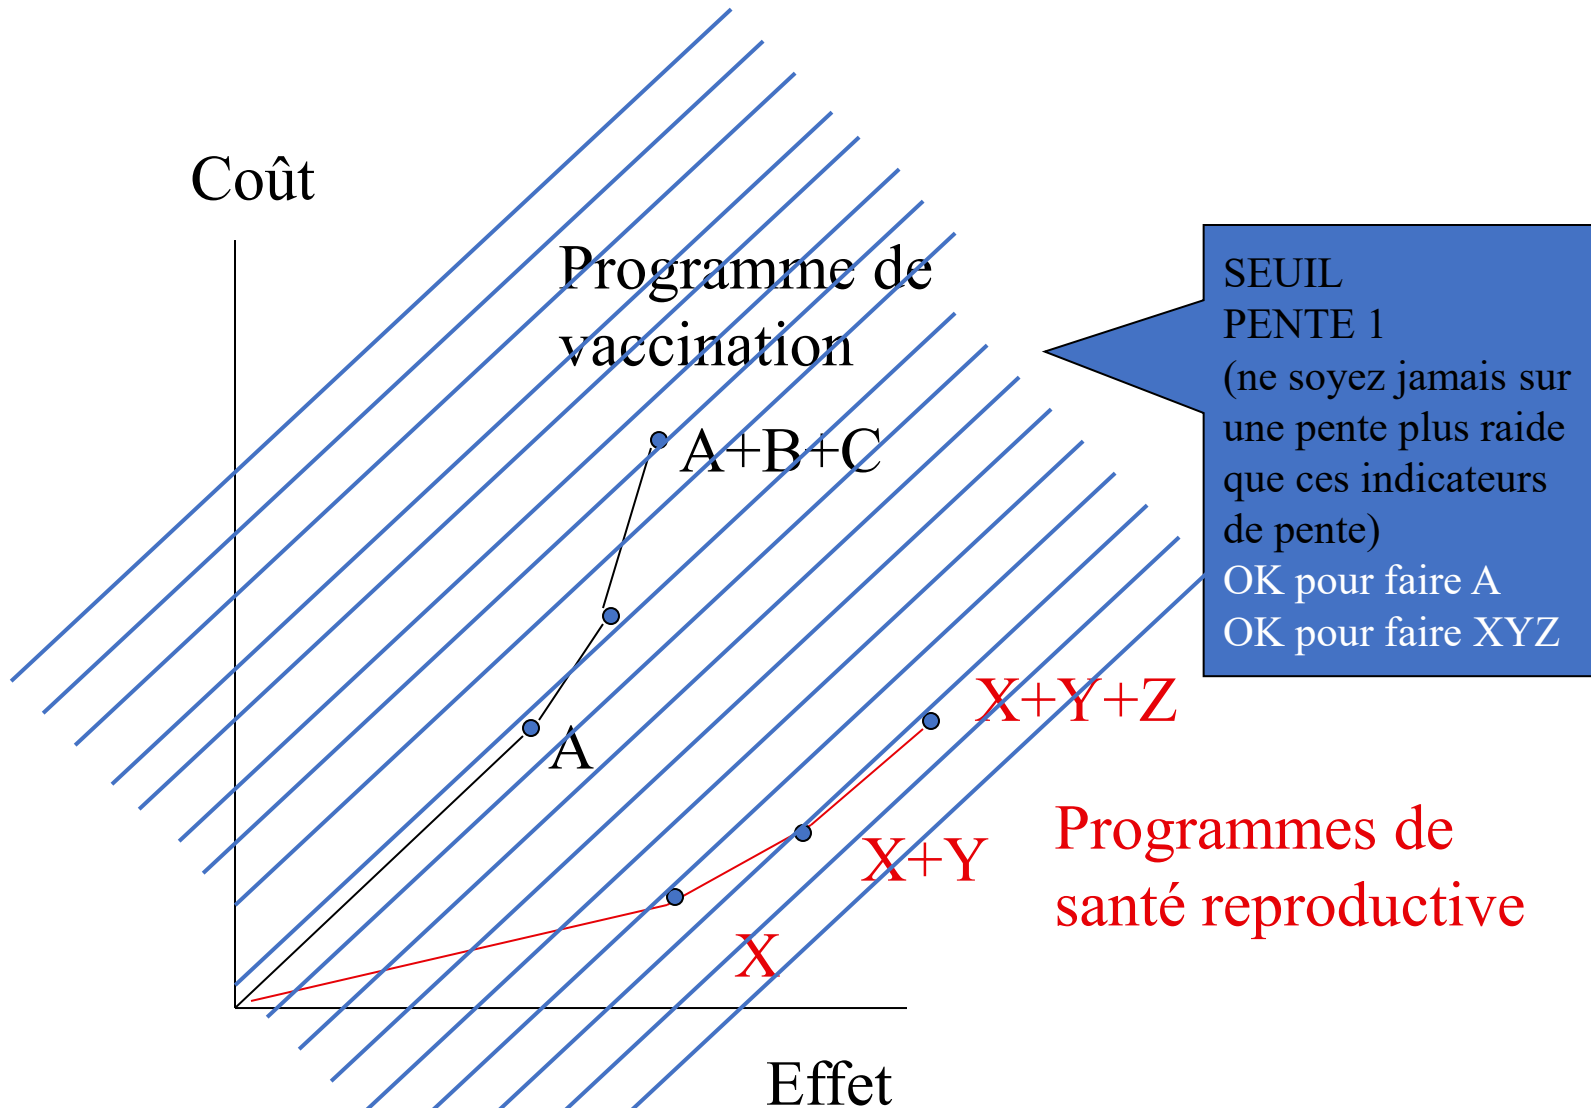 Coût
Programme de
vaccination
A+B+C
A
SEUIL
PENTE 1
(ne soyez jamais sur
une pente plus raide
que ces indicateurs
de pente)
OK pour faire A
OK pour faire XYZ
X+Y+Z
X+Y
X
Programmes de
santé reproductive
Effet